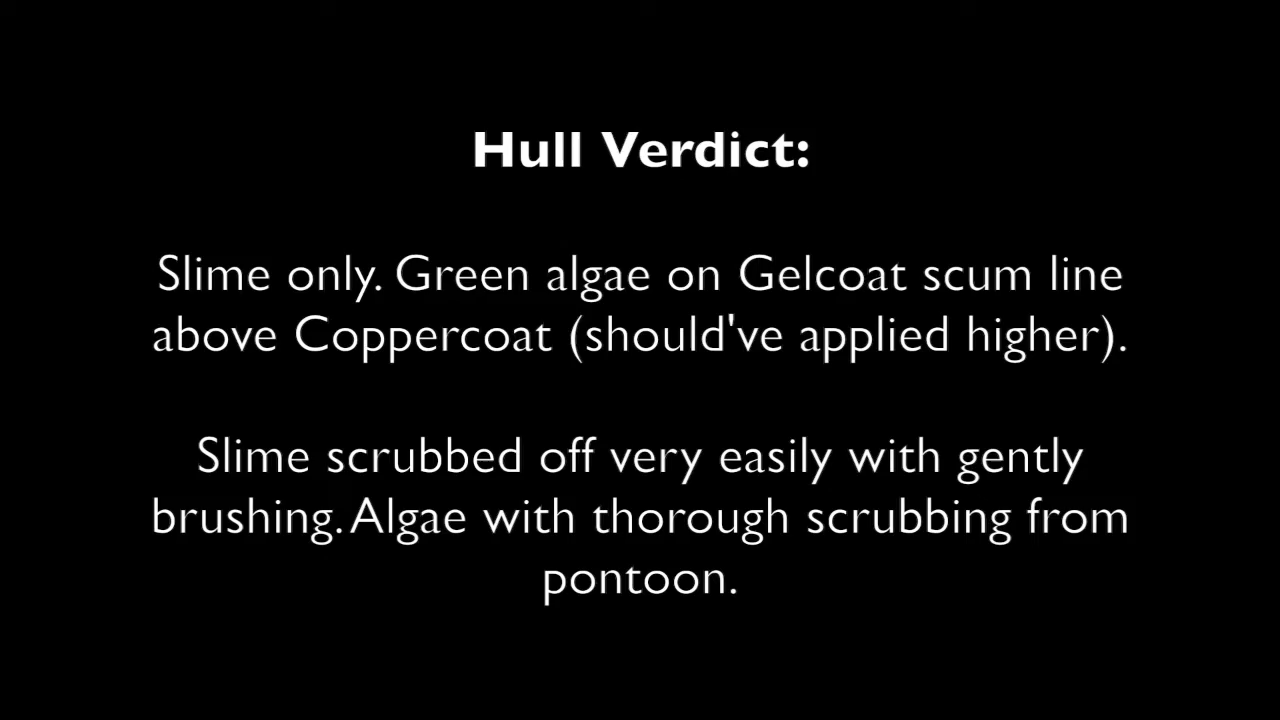 Hull Verdict:
Slime only. Green algae on Gelcoat scum line
above Coppercoat (should've applied higher).
Slime scrubbed off very easily with gently
brushing. Algae with thorough scrubbing from
pontoon.